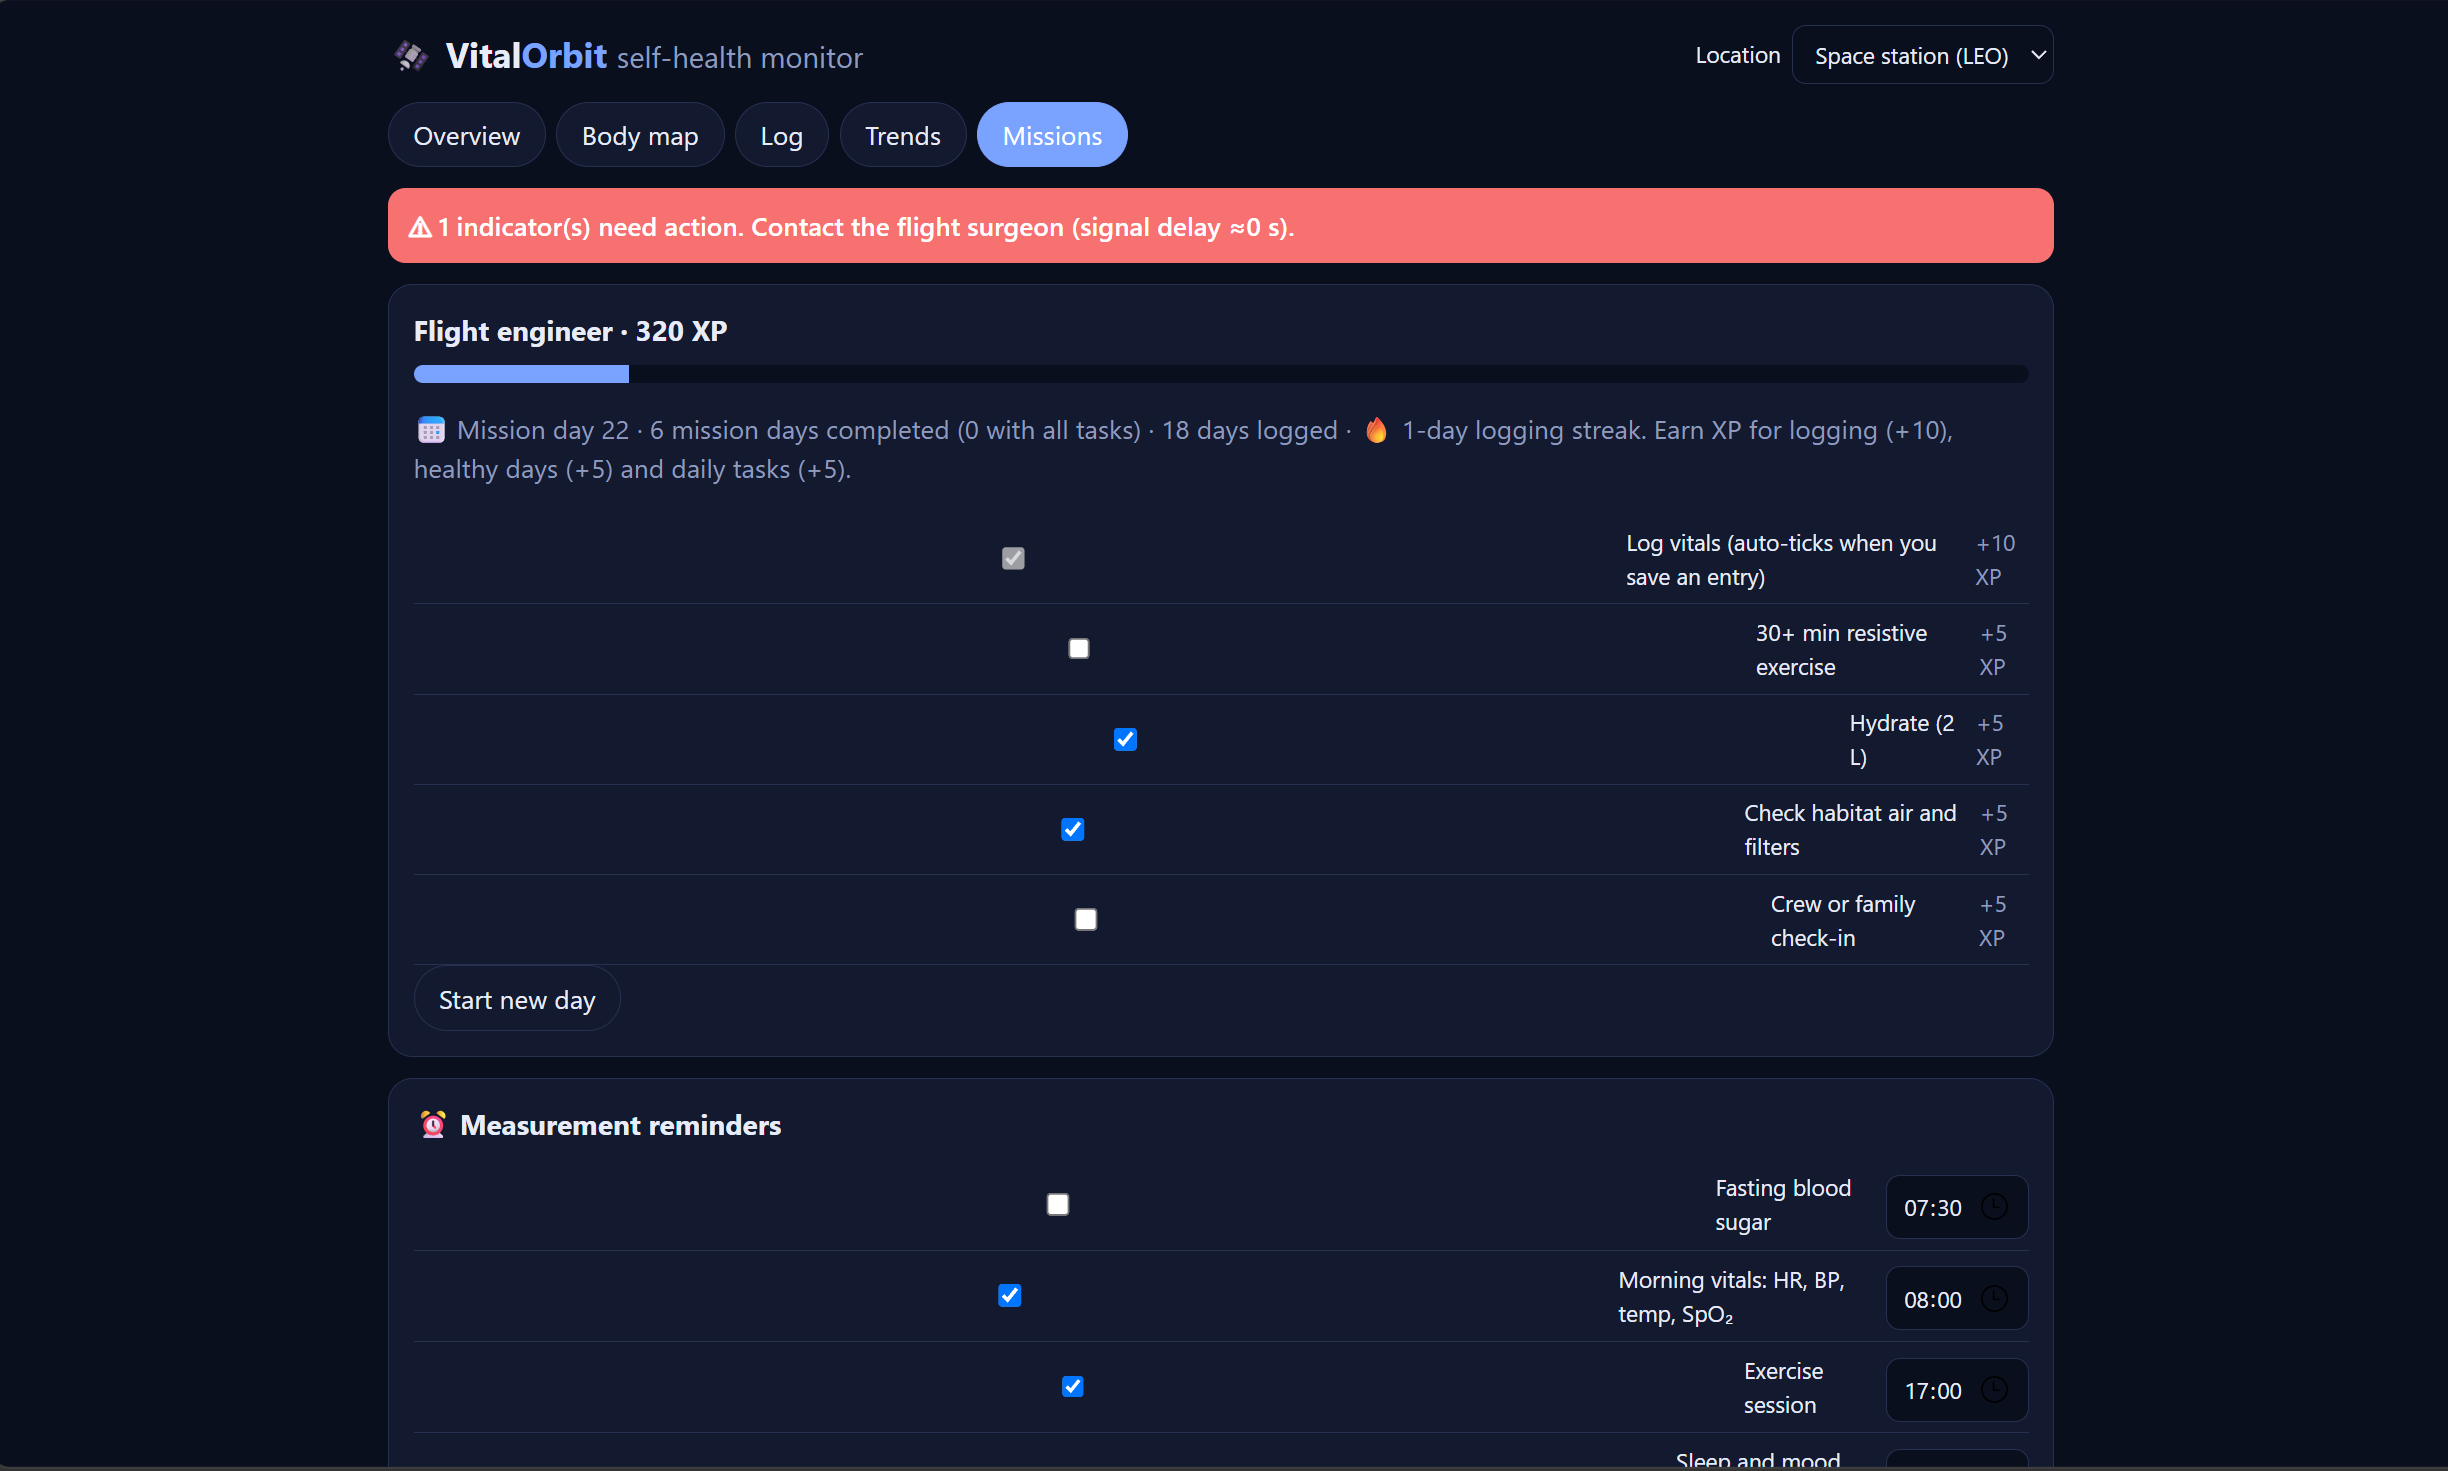 VitalOrbit self-health monitor
Location
Space station (LEO)
Overview
Body map
Log
Trends
Missions
⚠ 1 indicator(s) need action. Contact the flight surgeon (signal delay ≈0 s).
Flight engineer · 320 XP
Mission day 22 · 6 mission days completed (0 with all tasks) · 18 days logged · 🔥 1-day logging streak. Earn XP for logging (+10),
healthy days (+5) and daily tasks (+5).
Log vitals (auto-ticks when you
save an entry)
+10
XP
30+ min resistive
exercise
+5
XP
Hydrate (2
L)
+5
XP
Check habitat air and
filters
+5
XP
Crew or family
check-in
+5
XP
Start new day
Measurement reminders
Fasting blood
sugar
07:30
Morning vitals: HR, BP,
temp, SpO₂
08:00
Exercise
session
17:00
Sleep and mood